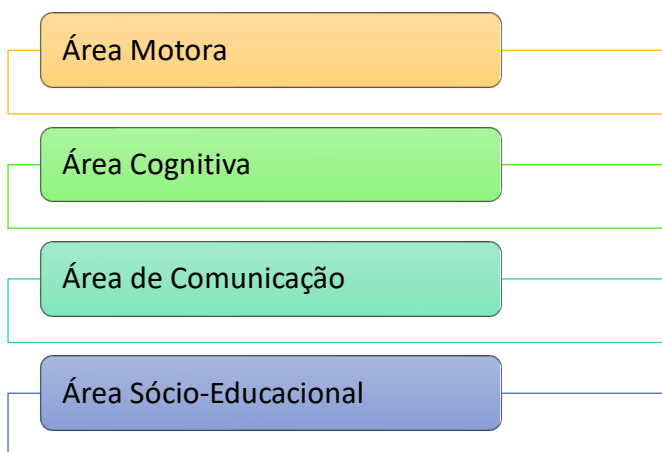 Área Motora
Área Cognitiva
Área de Comunicação
Área Sócio-Educacional